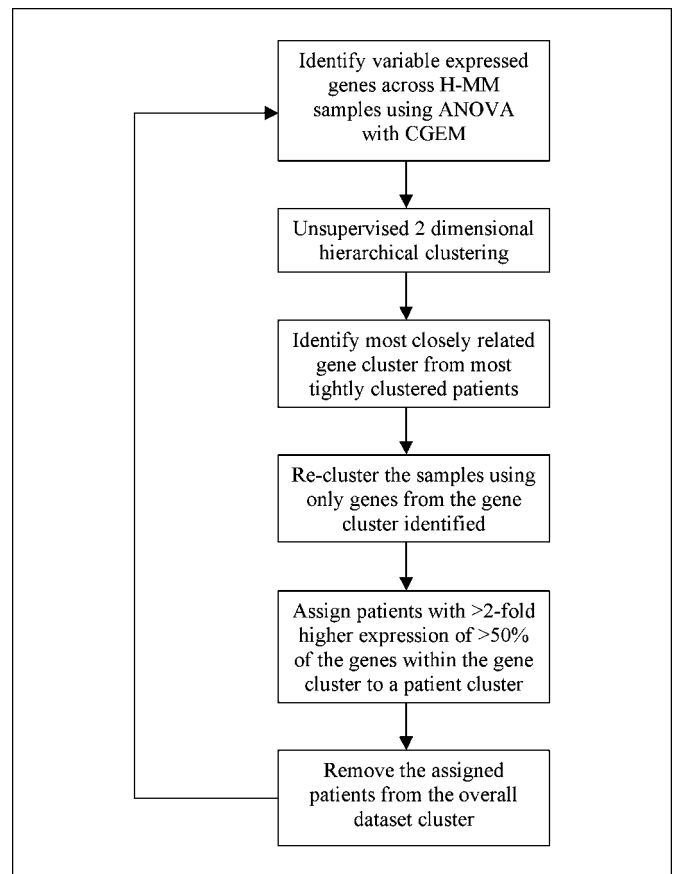 Identify variable expressed
genes across H-MM
samples using ANOVA
with CGEM
Unsupervised 2 dimensional
hierarchical clustering
Identify most closely related
gene cluster from most
tightly clustered patients
Re-cluster the samples using
only genes from the gene
cluster identified
Assign patients with >2-fold
higher expression of >50%
of the genes within the gene
cluster to a patient cluster
Remove the assigned
patients from the overall
dataset cluster